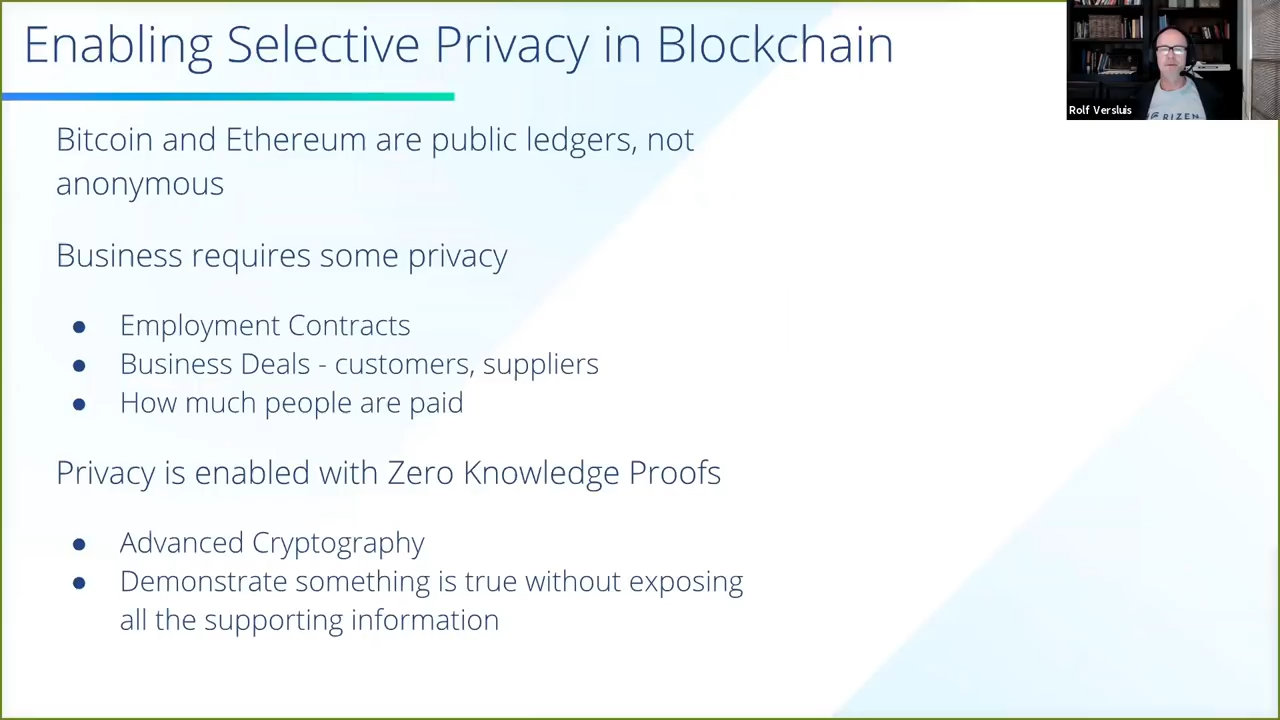 Enabling Selective Privacy in Blockchain
Rolf Versluis
RIZEN
Bitcoin and Ethereum are public ledgers, not
anonymous
Business requires some privacy
● Employment Contracts
● Business Deals - customers, suppliers
● How much people are paid
Privacy is enabled with Zero Knowledge Proofs
● Advanced Cryptography
● Demonstrate something is true without exposing
all the supporting information